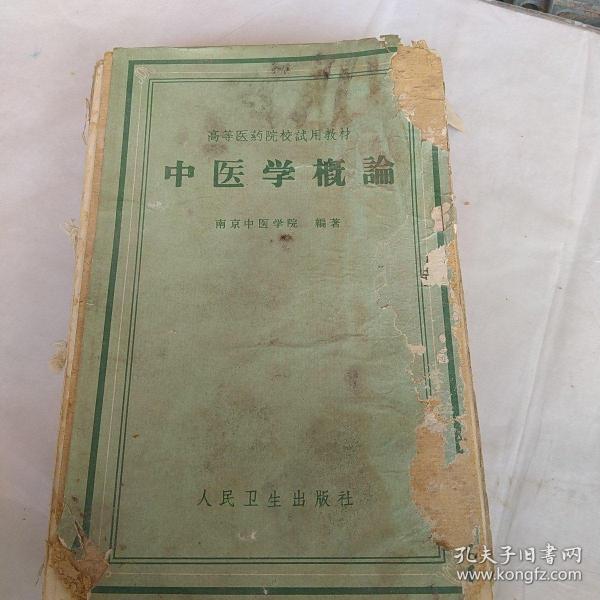 高等医药院校試用教材
中医学概論
南京中医学院 編著
人民卫生出版社
孔夫子旧書网
www.kongfz.com